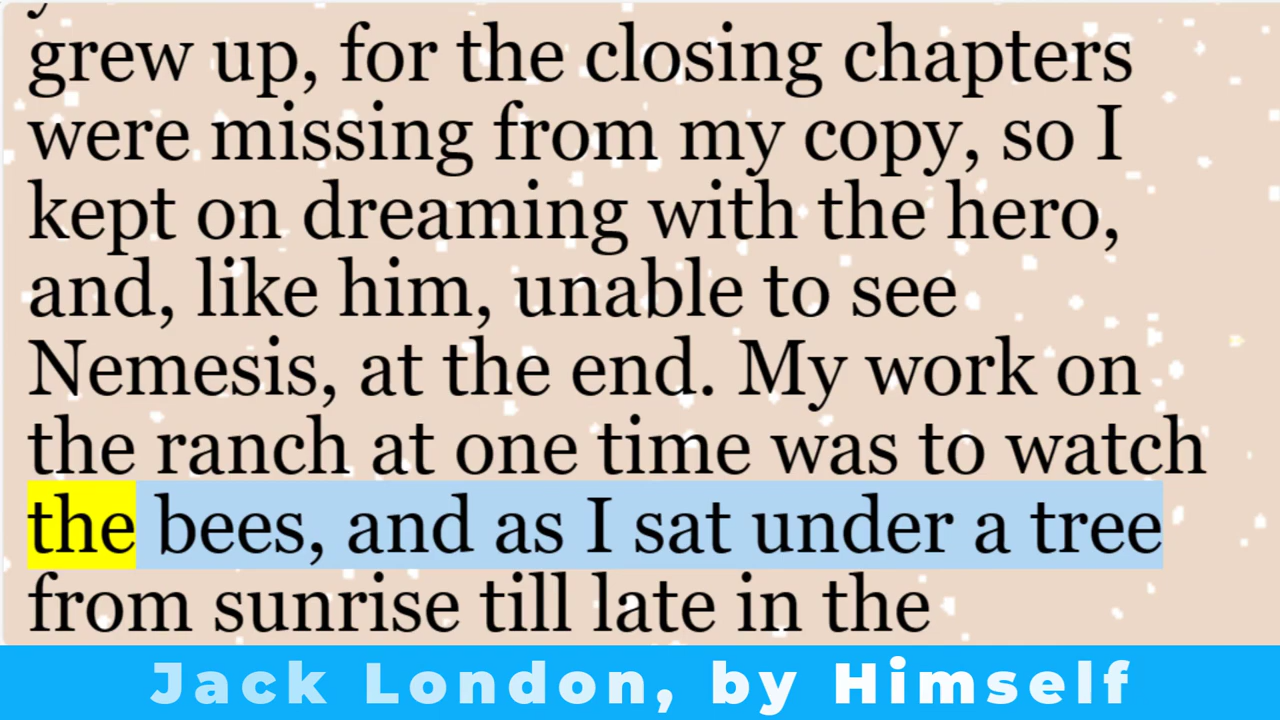 grew up, for the closing chapters
were missing from my copy, so I
kept on dreaming with the hero,
and, like him, unable to see
Nemesis, at the end. My work on
the ranch at one time was to watch
the bees, and as I sat under a tree
from sunrise till late in the
Jack London, by Himself